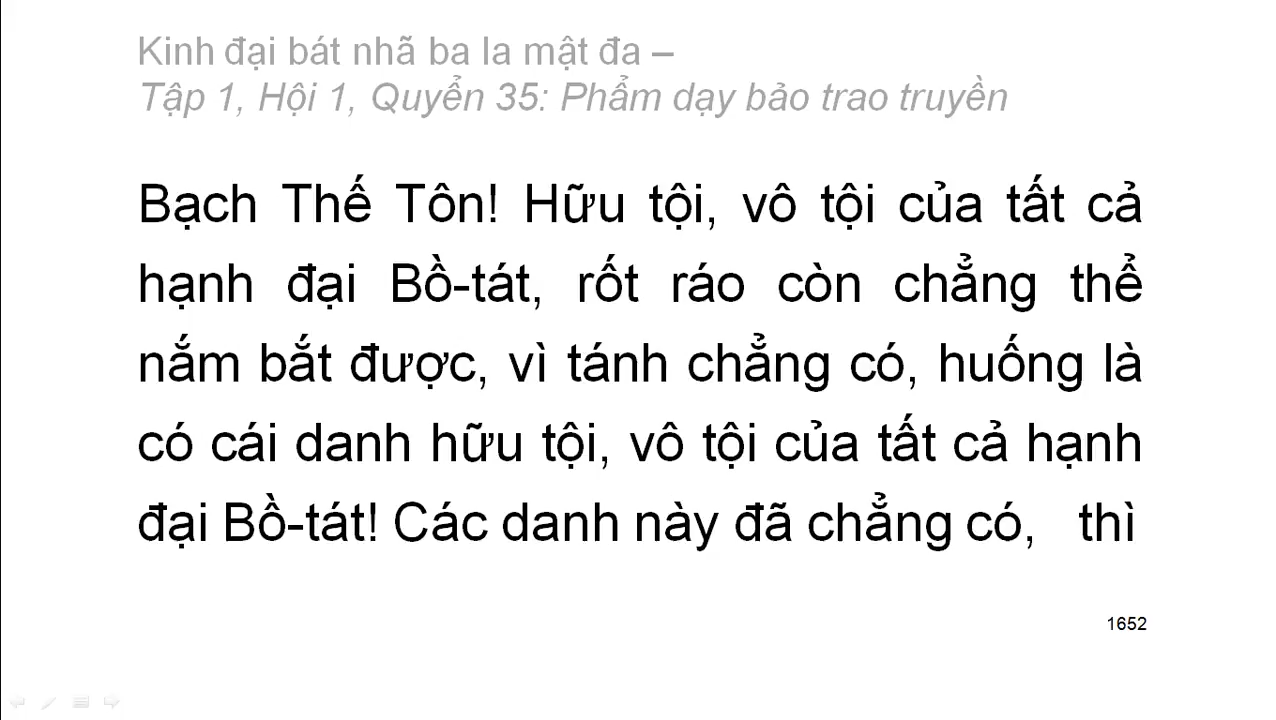 Kinh đại bát nhã ba la mật đa –
Tập 1, Hội 1, Quyển 35: Phẩm dạy bảo trao truyền
Bạch Thế Tôn! Hữu tội, vô tội của tất cả
hạnh đại Bồ-tát, rốt ráo còn chẳng thể
nắm bắt được, vì tánh chẳng có, huống là
có cái danh hữu tội, vô tội của tất cả hạnh
đại Bồ-tát! Các danh này đã chẳng có, thì
1652